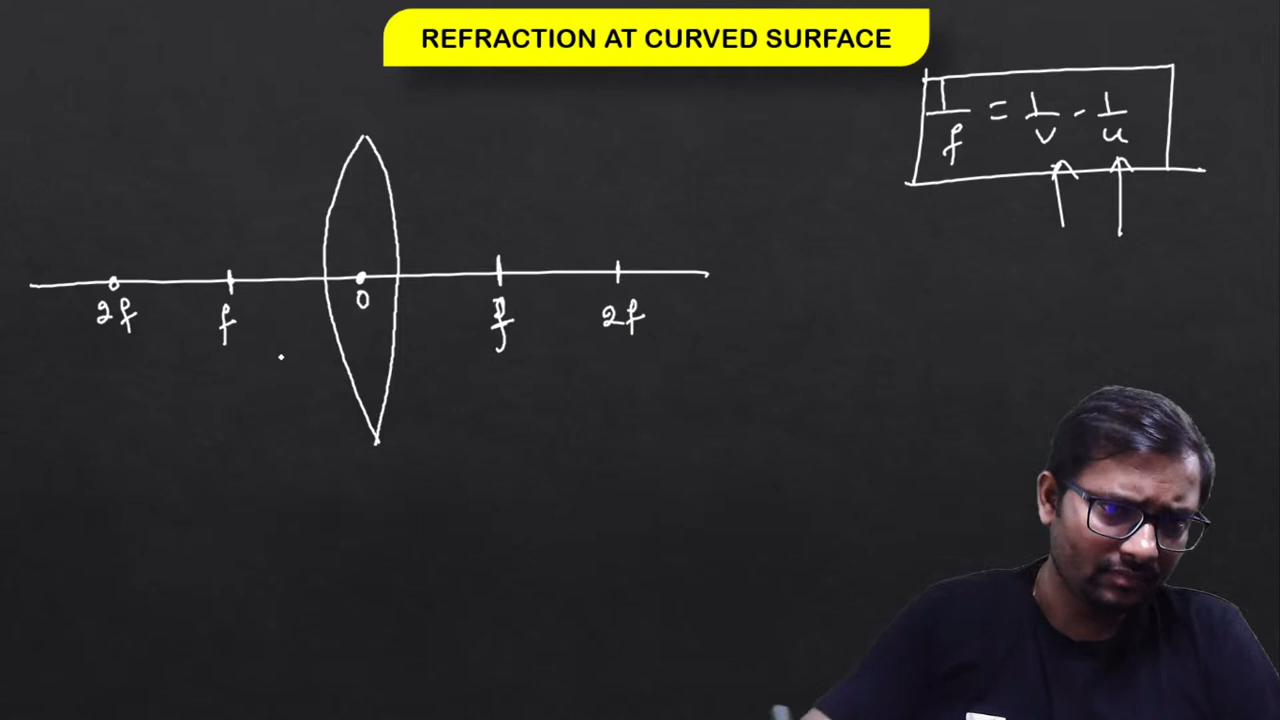 REFRACTION AT CURVED SURFACE
1/f = 1/v - 1/u
2f f 0 f 2f